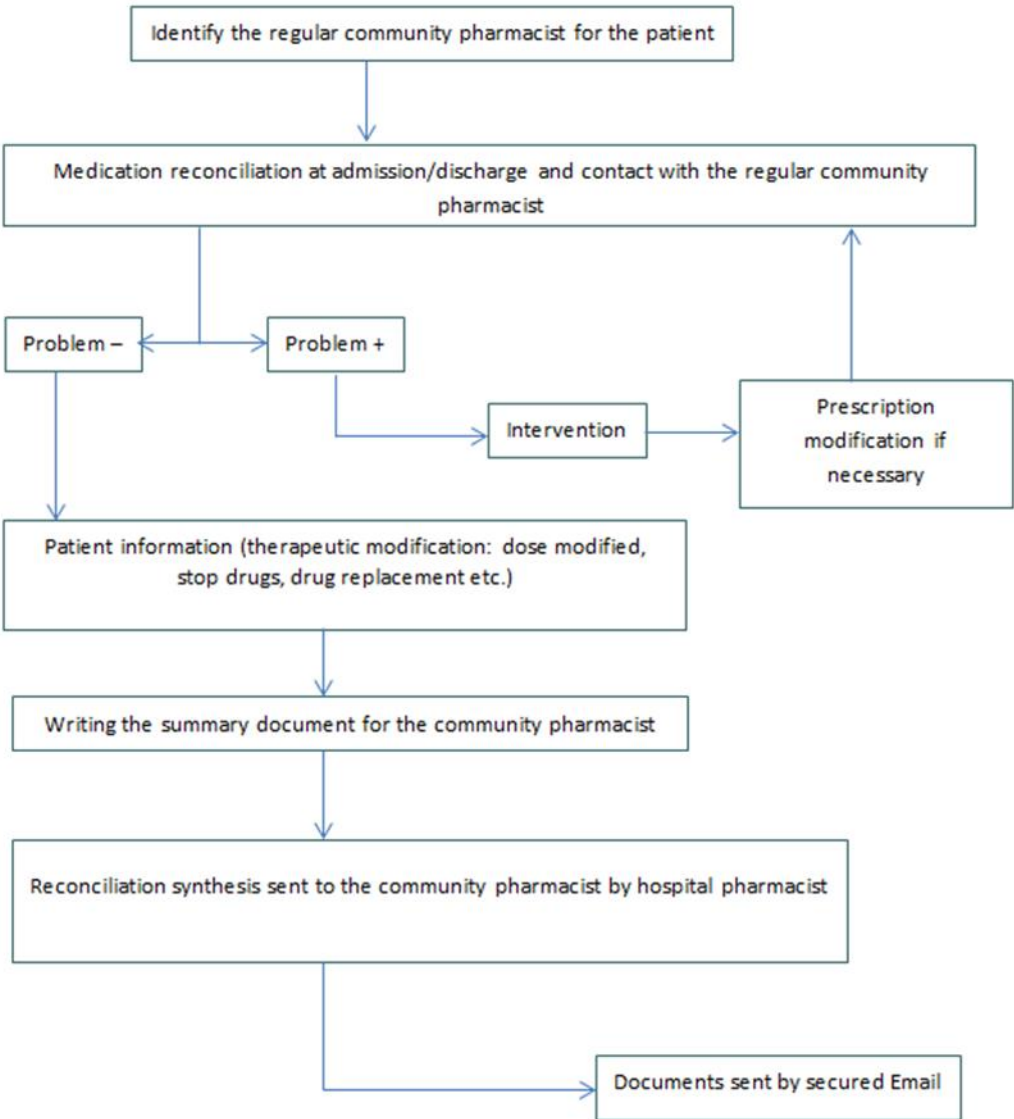 Identify the regular community pharmacist for the patient
Medication reconciliation at admission/discharge and contact with the regular community
pharmacist
Problem –
Problem +
Intervention
Prescription
modification if
necessary
Patient information (therapeutic modification: dose modified,
stop drugs, drug replacement etc.)
Writing the summary document for the community pharmacist
Reconciliation synthesis sent to the community pharmacist by hospital pharmacist
Documents sent by secured Email